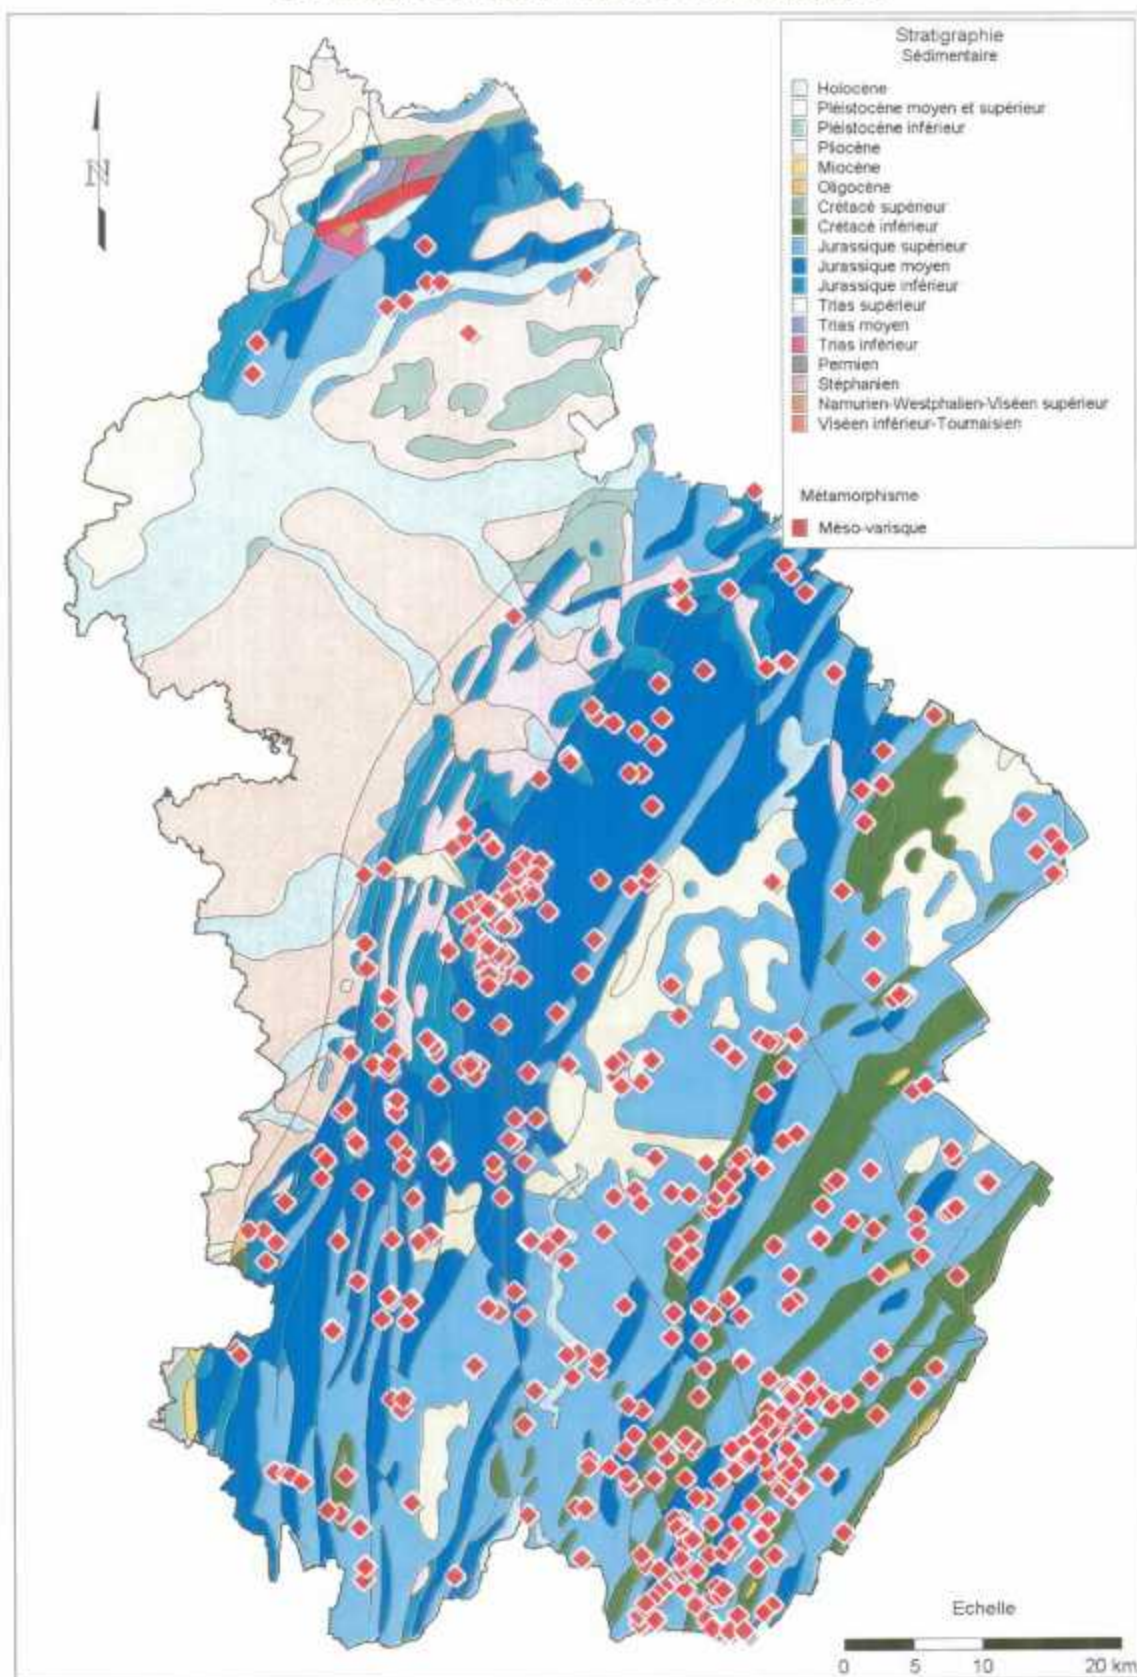 Stratigraphie
Sédimentaire
Holocène
Pléistocène moyen et supérieur
Pléistocène inférieur
Pliocène
Miocène
Oligocène
Crétacé supérieur
Crétacé inférieur
Jurassique supérieur
Jurassique moyen
Jurassique inférieur
Trias supérieur
Trias moyen
Trias inférieur
Permien
Stéphanien
Namurien-Westphalien-Viséen supérieur
Viséen inférieur-Tournaisien
Métamorphisme
Méso-varisque
N
Echelle
0 5 10 20 km